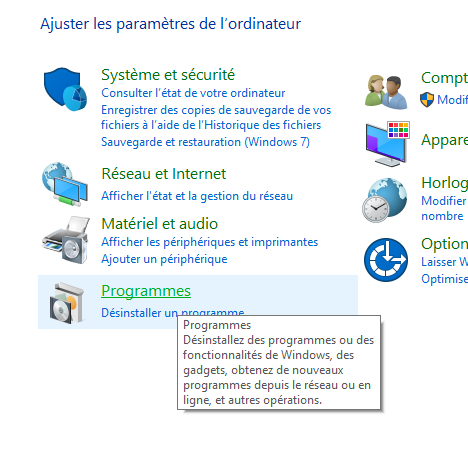 Ajuster les paramètres de l'ordinateur
Système et sécurité
Consulter l'état de votre ordinateur
Enregistrer des copies de sauvegarde de vos
fichiers à l'aide de l'Historique des fichiers
Sauvegarde et restauration (Windows 7)
Réseau et Internet
Afficher l'état et la gestion du réseau
Matériel et audio
Afficher les périphériques et imprimantes
Ajouter un périphérique
Programmes
Désinstaller un programme
Programmes
Désinstallez des programmes ou des
fonctionnalités de Windows, des
gadgets, obtenez de nouveaux
programmes depuis le réseau ou en
ligne, et autres opérations.
Compt
Modif
Appare
Horlog
Modifier
nombre
Option
Laisser W
Optimise